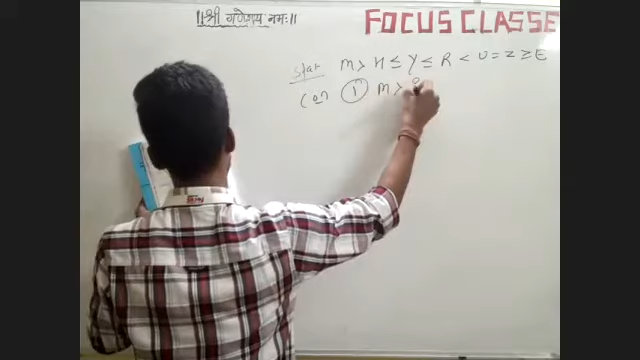 ॥श्री गणेशाय नमः॥
FOCUS CLASSE
Stat M > H ≤ Y ≤ R < U = Z ≥ E
Con ① M >